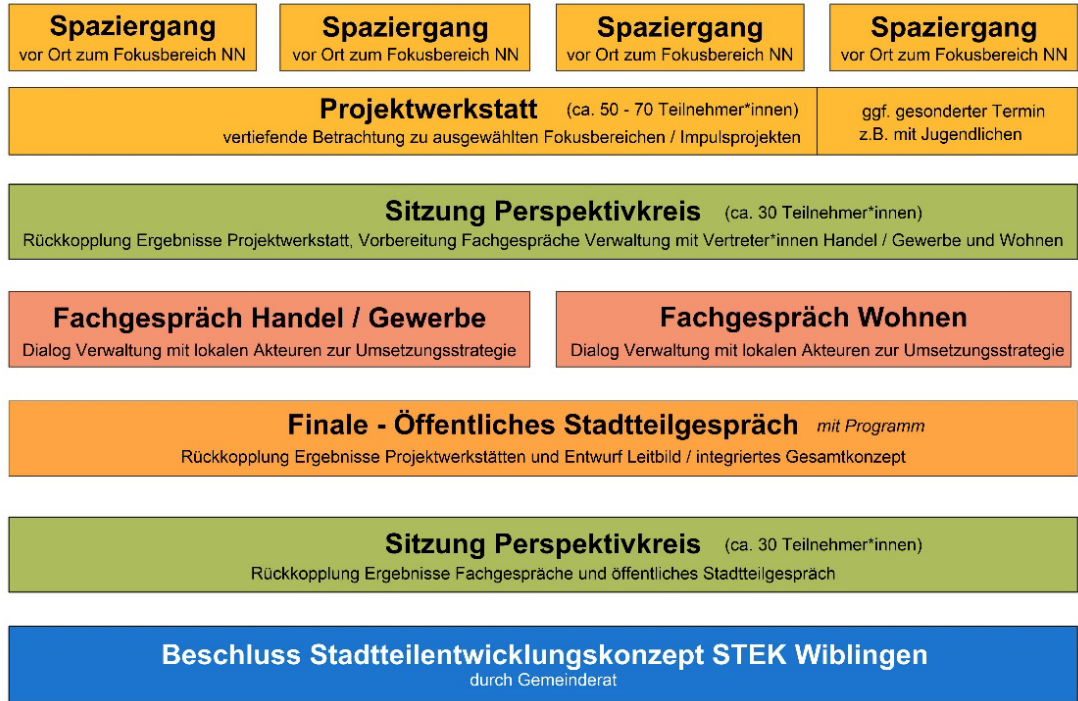 Spaziergang
vor Ort zum Fokusbereich NN
Spaziergang
vor Ort zum Fokusbereich NN
Spaziergang
vor Ort zum Fokusbereich NN
Spaziergang
vor Ort zum Fokusbereich NN
Projektwerkstatt (ca. 50 - 70 Teilnehmer*innen)
vertiefende Betrachtung zu ausgewählten Fokusbereichen / Impulsprojekten
ggf. gesonderter Termin
z.B. mit Jugendlichen
Sitzung Perspektivkreis (ca. 30 Teilnehmer*innen)
Rückkopplung Ergebnisse Projektwerkstatt, Vorbereitung Fachgespräche Verwaltung mit Vertreter*innen Handel / Gewerbe und Wohnen
Fachgespräch Handel / Gewerbe
Dialog Verwaltung mit lokalen Akteuren zur Umsetzungsstrategie
Fachgespräch Wohnen
Dialog Verwaltung mit lokalen Akteuren zur Umsetzungsstrategie
Finale - Öffentliches Stadtteilgespräch mit Programm
Rückkopplung Ergebnisse Projektwerkstätten und Entwurf Leitbild / integriertes Gesamtkonzept
Sitzung Perspektivkreis (ca. 30 Teilnehmer*innen)
Rückkopplung Ergebnisse Fachgespräche und öffentliches Stadtteilgespräch
Beschluss Stadtteilentwicklungskonzept STEK Wiblingen
durch Gemeinderat